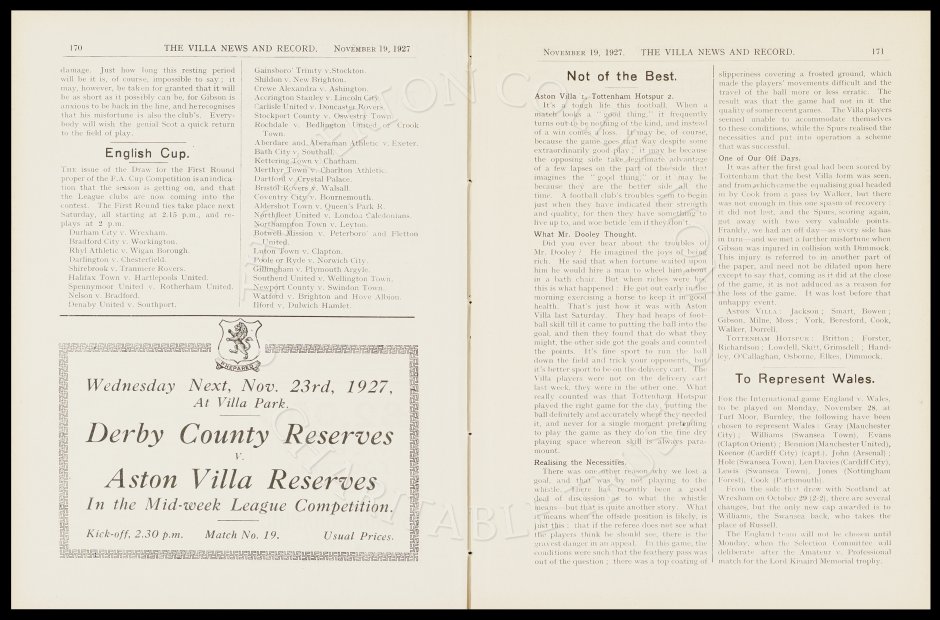 170
THE VILLA NEWS AND RECORD. NOVEMBER 19, 1927
damage. Just how long this resting period
will be it is, of course, impossible to say ; it
may, however, be taken for granted that it will
be as short as it possibly can be, for Gibson is
anxious to be back in the line, and he recognises
that his misfortune is also the club's. Every-
body will wish the genial Scot a quick return
to the field of play.
English Cup.
THE issue of the Draw for the First Round
proper of the F.A. Cup Competition is an indica-
tion that the season is getting on, and that
the League clubs are now coming into the
contest. The First Round ties take place next
Saturday, all starting at 2.15 p.m., and re-
plays at 2 p.m.
Durham City v. Wrexham.
Bradford City v. Workington.
Rhyl Athletic v. Wigan Borough.
Darlington v. Chesterfield.
Shirebrook v. Tranmere Rovers.
Halifax Town v. Hartlepools United.
Spennymoor United v. Rotherham United.
Nelson v. Bradford.
Denaby United v. Southport.
Gainsboro' Trinity v. Stockton.
Shildon v. New Brighton.
Crewe Alexandra v. Ashington.
Accrington Stanley v. Lincoln City.
Carlisle United v. Doncaster Rovers.
Stockport County v. Oswestry Town.
Rochdale v. Bedlington United or Crook
Town.
Aberdare and Aberaman Athletic v. Exeter.
Bath City v. Southall.
Kettering Town v. Chatham.
Merthyr Town v. Charlton Athletic.
Dartford v. Crystal Palace.
Bristol Rovers v. Walsall.
Coventry City v. Bournemouth.
Aldershot Town v. Queen's Park R.
Northfleet United v. London Caledonians.
Northampton Town v. Leyton.
Botwell Mission v. Peterboro' and Fletton
United.
Luton Town v. Clapton.
Poole or Ryde v. Norwich City.
Gillingham v. Plymouth Argyle.
Southend United v. Wellington Town.
Newport County v. Swindon Town.
Watford v. Brighton and Hove Albion.
Ilford v. Dulwich Hamlet.
PREPARED
Wednesday Next, Nov. 23rd, 1927,
At Villa Park.
Derby County Reserves
v.
Aston Villa Reserves
In the Mid-week League Competition.
Kick-off, 2.30 p.m. Match No. 19. Usual Prices.
NOVEMBER 19, 1927. THE VILLA NEWS AND RECORD.
171
Not of the Best.
Aston Villa 1, Tottenham Hotspur 2.
It's a tough life this football. When a
match looks a "good thing," it frequently
turns out to be nothing of the kind, and instead
of a win comes a loss. It may be, of course,
because the game goes that way despite some
extraordinarily good play ; it may be because
the opposing side take legitimate advantage
of a few lapses on the part of the side that
imagines the "good thing," or it may be
because they are the better side all the
time. A football club's troubles seem to begin
just when they have indicated their strength
and quality, for then they have something to
live up to, and woe betide 'em if they don't.
What Mr. Dooley Thought.
Did you ever hear about the troubles of
Mr. Dooley ? He imagined the joys of being
rich. He said that when fortune waited upon
him he would hire a man to wheel him about
in a bath chair. But when riches were his,
this is what happened : He got out early in the
morning exercising a horse to keep it in good
health. That's just how it was with Aston
Villa last Saturday. They had heaps of foot-
ball skill till it came to putting the ball into the
goal, and then they found that do what they
might, the other side got the goals and counted
the points. It's fine sport to run the ball
down the field and trick your opponents, but
it's better sport to be on the delivery cart. The
Villa players were not on the delivery cart
last week, they were in the other one. What
really counted was that Tottenham Hotspur
played the right game for the day, putting the
ball definitely and accurately where they needed
it, and never for a single moment pretending
to play the game as they do on the fine dry
playing space whereon skill is always para-
mount.
Realising the Necessities.
There was one other reason why we lost a
goal, and that was by not playing to the
whistle. There has recently been a good
deal of discussion as to what the whistle
means—but that is quite another story. What
it means when the offside position is likely, is
just this : that if the referee does not see what
the players think he should see, there is the
gravest danger in an appeal. In this game, the
conditions were such that the feathery pass was
out of the question ; there was a top coating of
slipperiness covering a frosted ground, which
made the players' movements difficult and the
travel of the ball more or less erratic. The
result was that the game had not in it the
quality of some recent games. The Villa players
seemed unable to accommodate themselves
to these conditions, while the Spurs realised the
necessities and put into operation a scheme
that was successful.
One of Our Off Days.
It was after the first goal had been scored by
Tottenham that the best Villa form was seen,
and from which came the equalising goal headed
in by Cook from a pass by Walker, but there
was not enough in this one spasm of recovery :
it did not last, and the Spurs, scoring again,
got away with two very valuable points.
Frankly, we had an off day—as every side has
in turn—and we met a further misfortune when
Gibson was injured in collision with Dimmock.
This injury is referred to in another part of
the paper, and need not be dilated upon here
except to say that, coming as it did at the close
of the game, it is not adduced as a reason for
the loss of the game. It was lost before that
unhappy event.
ASTON VILLA : Jackson ; Smart, Bowen ;
Gibson, Milne, Moss ; York, Beresford, Cook,
Walker, Dorrell.
TOTTENHAM HOTSPUR : Britton ; Forster,
Richardson ; Lowdell, Skitt, Grimsdell ; Hand-
ley, O'Callaghan, Osborne, Elkes, Dimmock.
To Represent Wales.
FOR the International game England v. Wales,
to be played on Monday, November 28, at
Turf Moor, Burnley, the following have been
chosen to represent Wales : Gray (Manchester
City) ; Williams (Swansea Town), Evans
(Clapton Orient) ; Bennion (Manchester United),
Keenor (Cardiff City) (capt.), John (Arsenal) ;
Hole (Swansea Town), Len Davies (Cardiff City),
Lewis (Swansea Town), Jones (Nottingham
Forest), Cook (Portsmouth).
From the side that drew with Scotland at
Wrexham on October 29 (2-2), there are several
changes, but the only new cap awarded is to
Williams, the Swansea back, who takes the
place of Russell.
The England team will not be chosen until
Monday, when the Selection Committee will
deliberate after the Amateur v. Professional
match for the Lord Kinaird Memorial trophy.